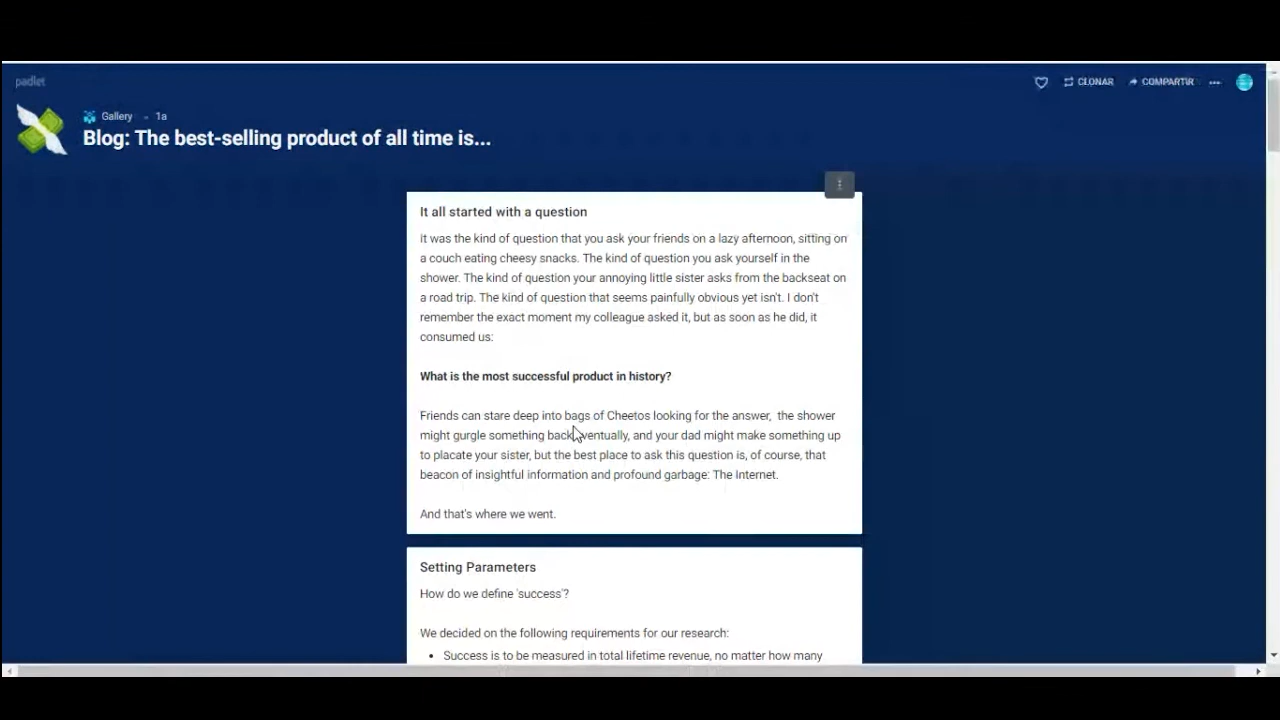 padlet
CLONAR
COMPARTIR
Gallery - 1a
Blog: The best-selling product of all time is...
It all started with a question
It was the kind of question that you ask your friends on a lazy afternoon, sitting on
a couch eating cheesy snacks. The kind of question you ask yourself in the
shower. The kind of question your annoying little sister asks from the backseat on
a road trip. The kind of question that seems painfully obvious yet isn't. I don't
remember the exact moment my colleague asked it, but as soon as he did, it
consumed us:
What is the most successful product in history?
Friends can stare deep into bags of Cheetos looking for the answer, the shower
might gurgle something back eventually, and your dad might make something up
to placate your sister, but the best place to ask this question is, of course, that
beacon of insightful information and profound garbage: The Internet.
And that's where we went.
Setting Parameters
How do we define 'success'?
We decided on the following requirements for our research:
• Success is to be measured in total lifetime revenue, no matter how many